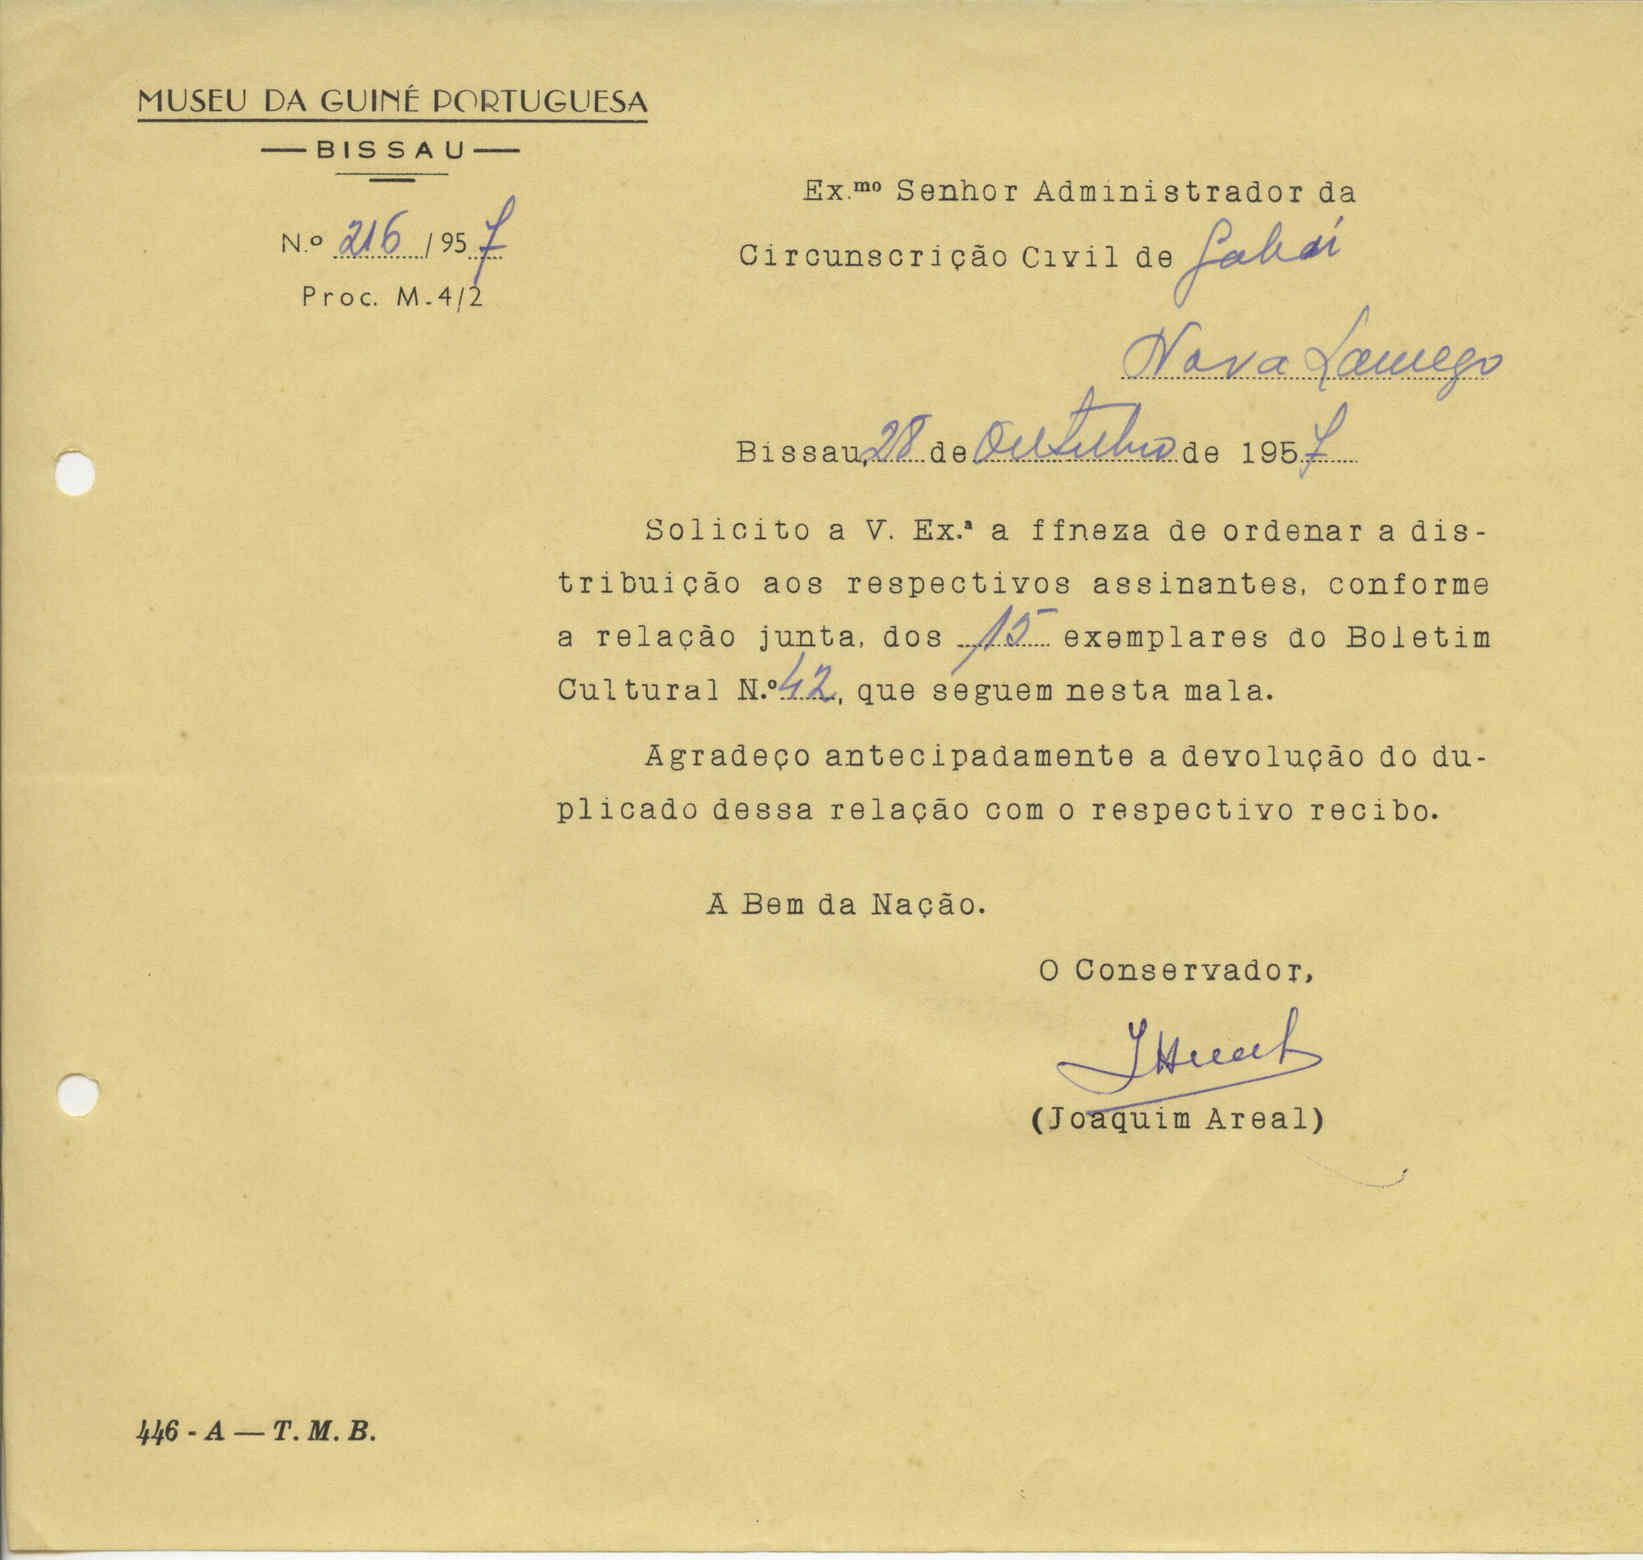 MUSEU DA GUINÉ PORTUGUESA
BISSAU
N.º 216 / 957
Proc. M-4/2
Ex.mo Senhor Administrador da
Circunscrição Civil de Gabú
Nova Lamego
Bissau, 28 de Outubro de 1957
Solicito a V. Ex.ª a ffneza de ordenar a dis-
tribuição aos respectivos assinantes, conforme
a relação junta, dos 15 exemplares do Boletim
Cultural N.º 42, que seguem nesta mala.
Agradeço antecipadamente a devolução do du-
plicado dessa relação com o respectivo recibo.
A Bem da Nação.
O Conservador,
(Joaquim Areal)
446 - A — T. M. B.